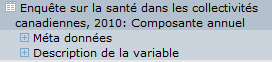 Enquête sur la santé dans les collectivités
canadiennes, 2010: Composante annuel
Méta données
Description de la variable